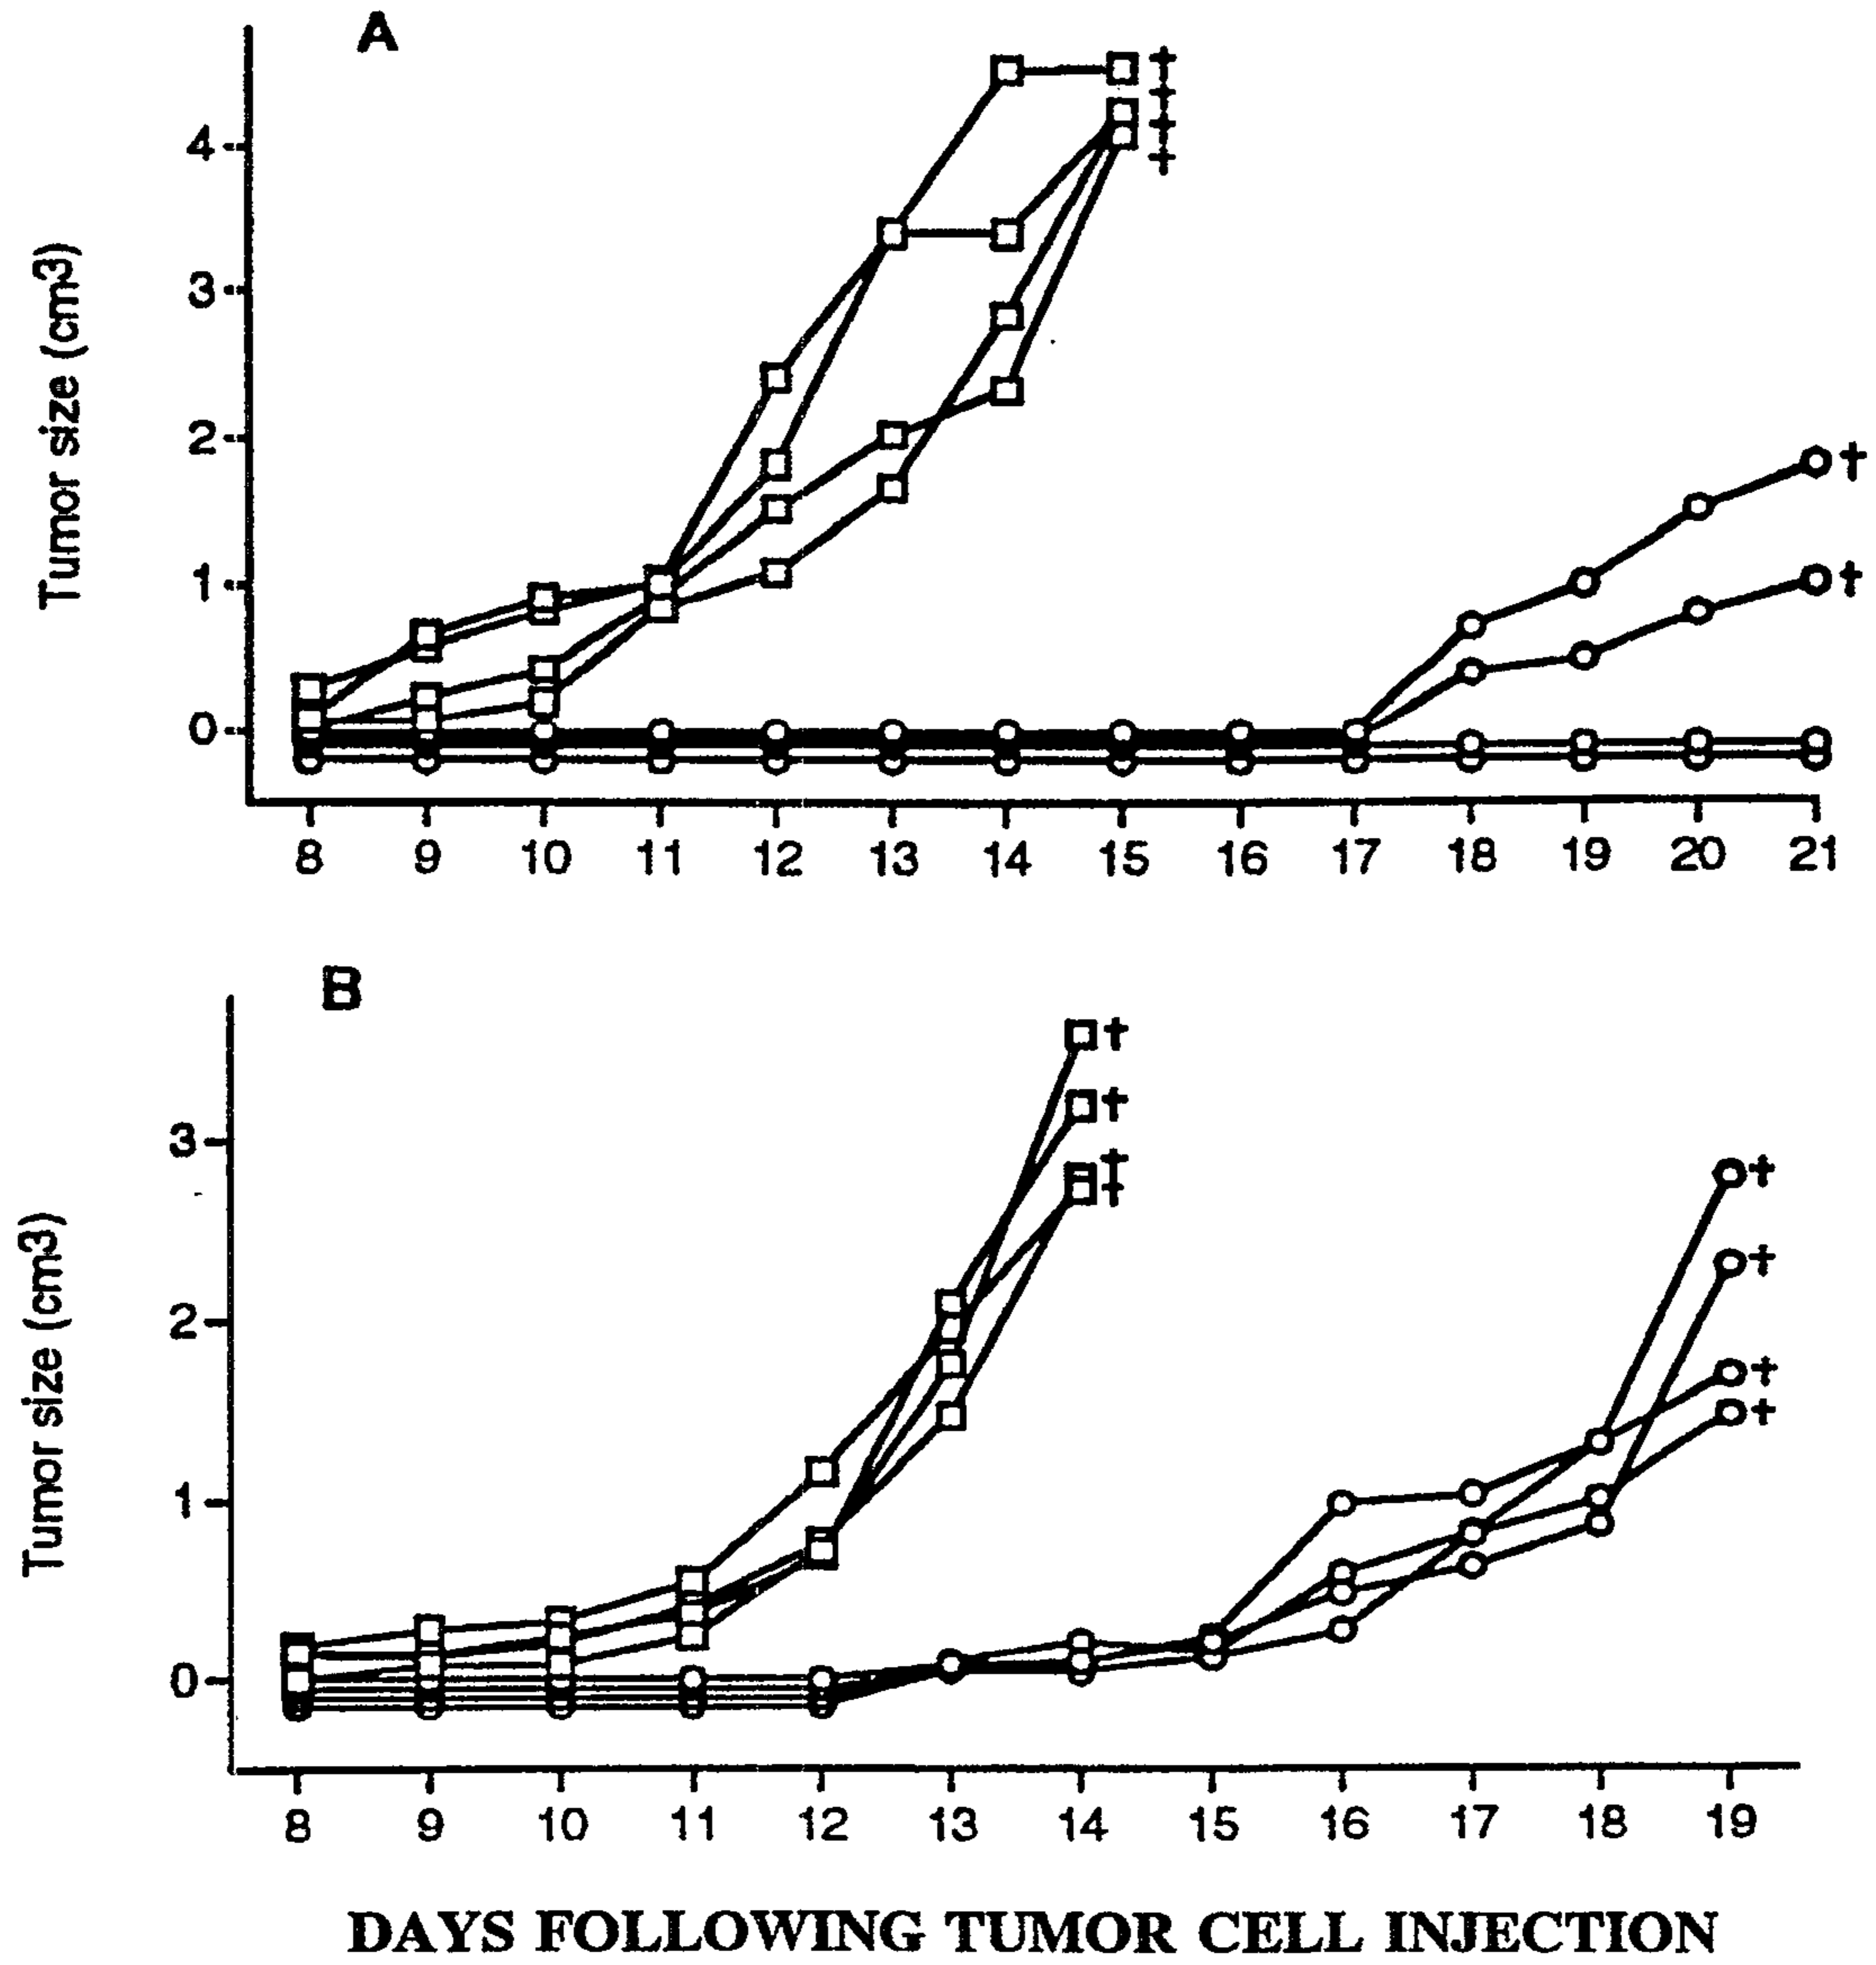 A
Tumor size (cm3)
4
3
2
1
0
8 9 10 11 12 13 14 15 16 17 18 19 20 21
B
Tumor size (cm3)
3
2
1
0
8 9 10 11 12 13 14 15 16 17 18 19
DAYS FOLLOWING TUMOR CELL INJECTION